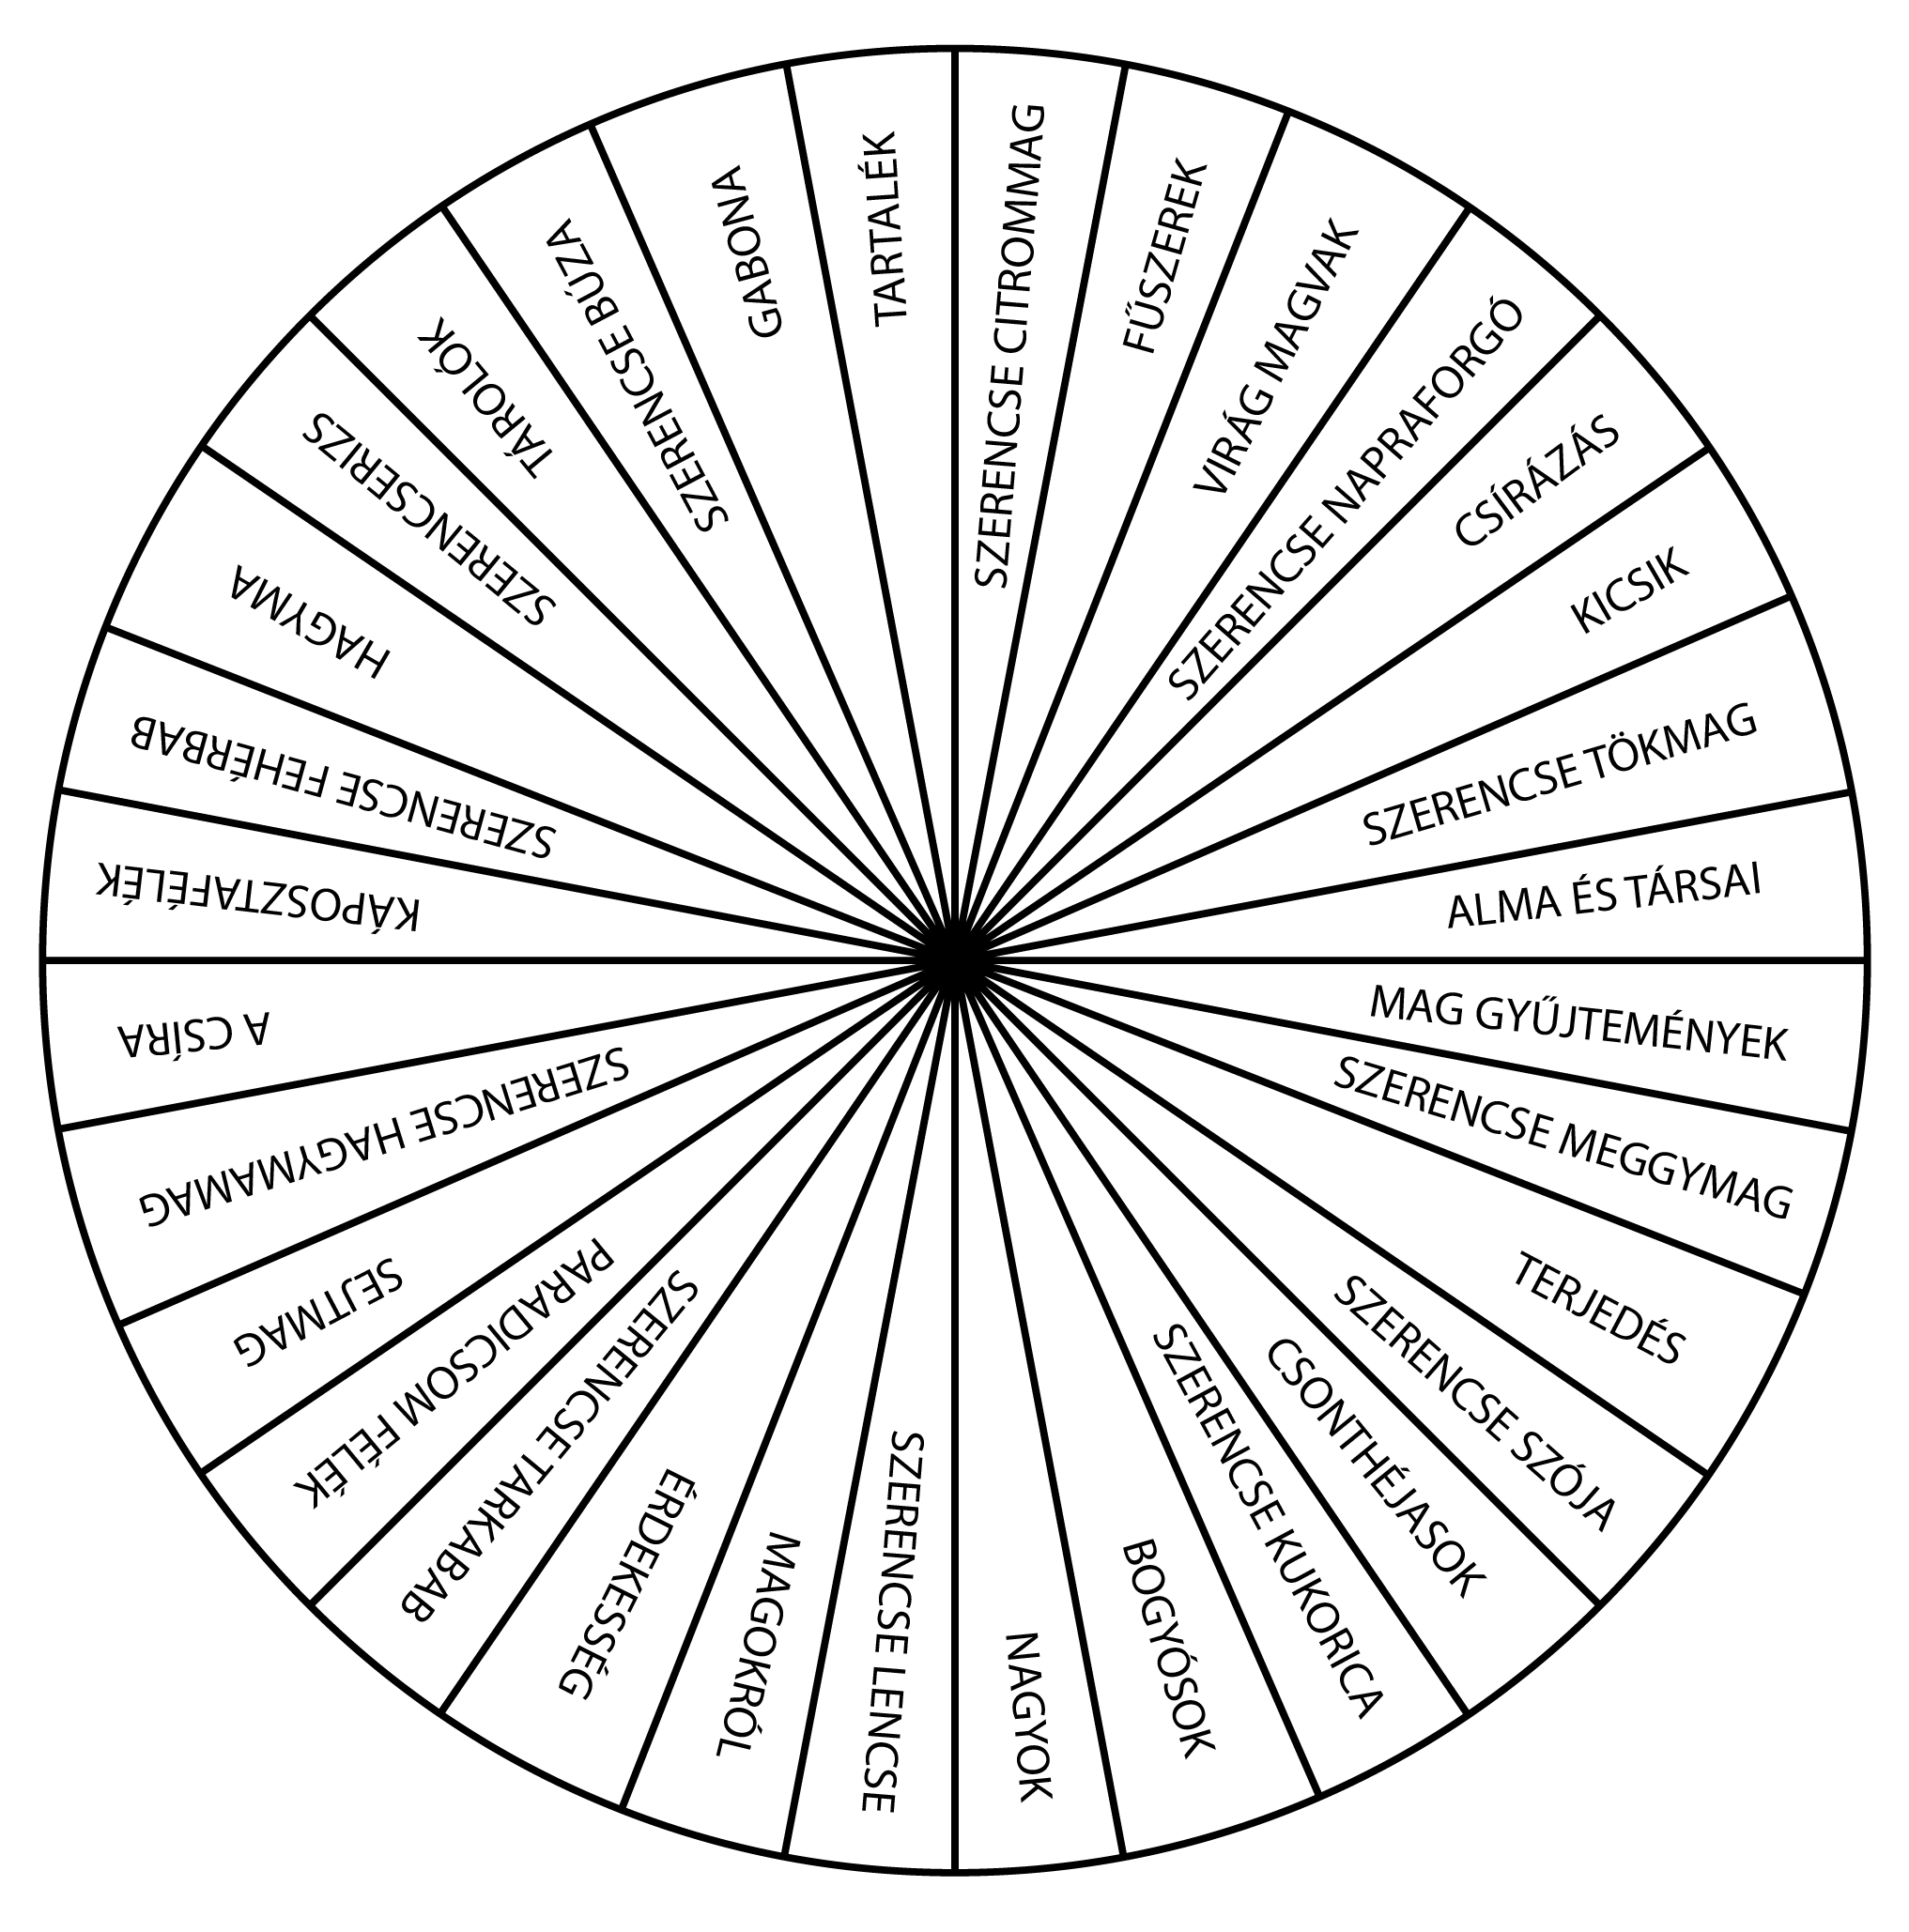 SZERENCSE CITROMMAG
FŰSZEREK
VIRÁG MAGVAK
SZERENCSE NAPRAFORGÓ
CSÍRÁZÁS
KICSIK
SZERENCSE TÖKMAG
ALMA ÉS TÁRSAI
MAG GYŰJTEMÉNYEK
SZERENCSE MEGGYMAG
TERJEDÉS
SZERENCSE SZÓJA
CSONTHÉJASOK
SZERENCSE KUKORICA
BOGYÓSOK
NAGYOK
SZERENCSE LENCSE
MAGOKRÓL
ÉRDEKESSÉG
SZERENCSE TARKABAB
PARADICSOM FÉLÉK
SEJTMAG
SZERENCSE HAGYMAMAG
A CSÍRA
KÁPOSZTAFÉLÉK
SZERENCSE FEHÉRBAB
HAGYMA
SZERENCSERIZS
TÁROLÓK
SZERENCSE BÚZA
GABONA
TARTALÉK